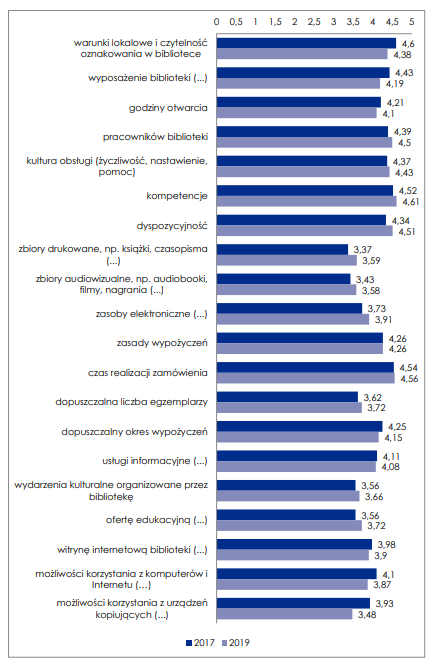 0 0,5 1 1,5 2 2,5 3 3,5 4 4,5 5
warunki lokalowe i czytelność
oznakowania w bibliotece
4,6
4,38
wyposażenie biblioteki (...)
4,43
4,19
godziny otwarcia
4,21
4,1
pracowników biblioteki
4,39
4,5
kultura obsługi (życzliwość, nastawienie,
pomoc)
4,37
4,43
kompetencje
4,52
4,61
dyspozycyjność
4,34
4,51
zbiory drukowane, np. książki, czasopisma
(...)
3,37
3,59
zbiory audiowizualne, np. audiobooki,
filmy, nagrania (...)
3,43
3,58
zasoby elektroniczne (...)
3,73
3,91
zasady wypożyczeń
4,26
4,26
czas realizacji zamówienia
4,54
4,56
dopuszczalna liczba egzemplarzy
3,62
3,72
dopuszczalny okres wypożyczeń
4,25
4,15
usługi informacyjne (...)
4,11
4,08
wydarzenia kulturalne organizowane przez
bibliotekę
3,56
3,66
ofertę edukacyjną (...)
3,56
3,72
witrynę internetową biblioteki (...)
3,98
3,9
możliwości korzystania z komputerów i
Internetu (...)
4,1
3,87
możliwości korzystania z urządzeń
kopiujących (...)
3,93
3,48
2017 2019